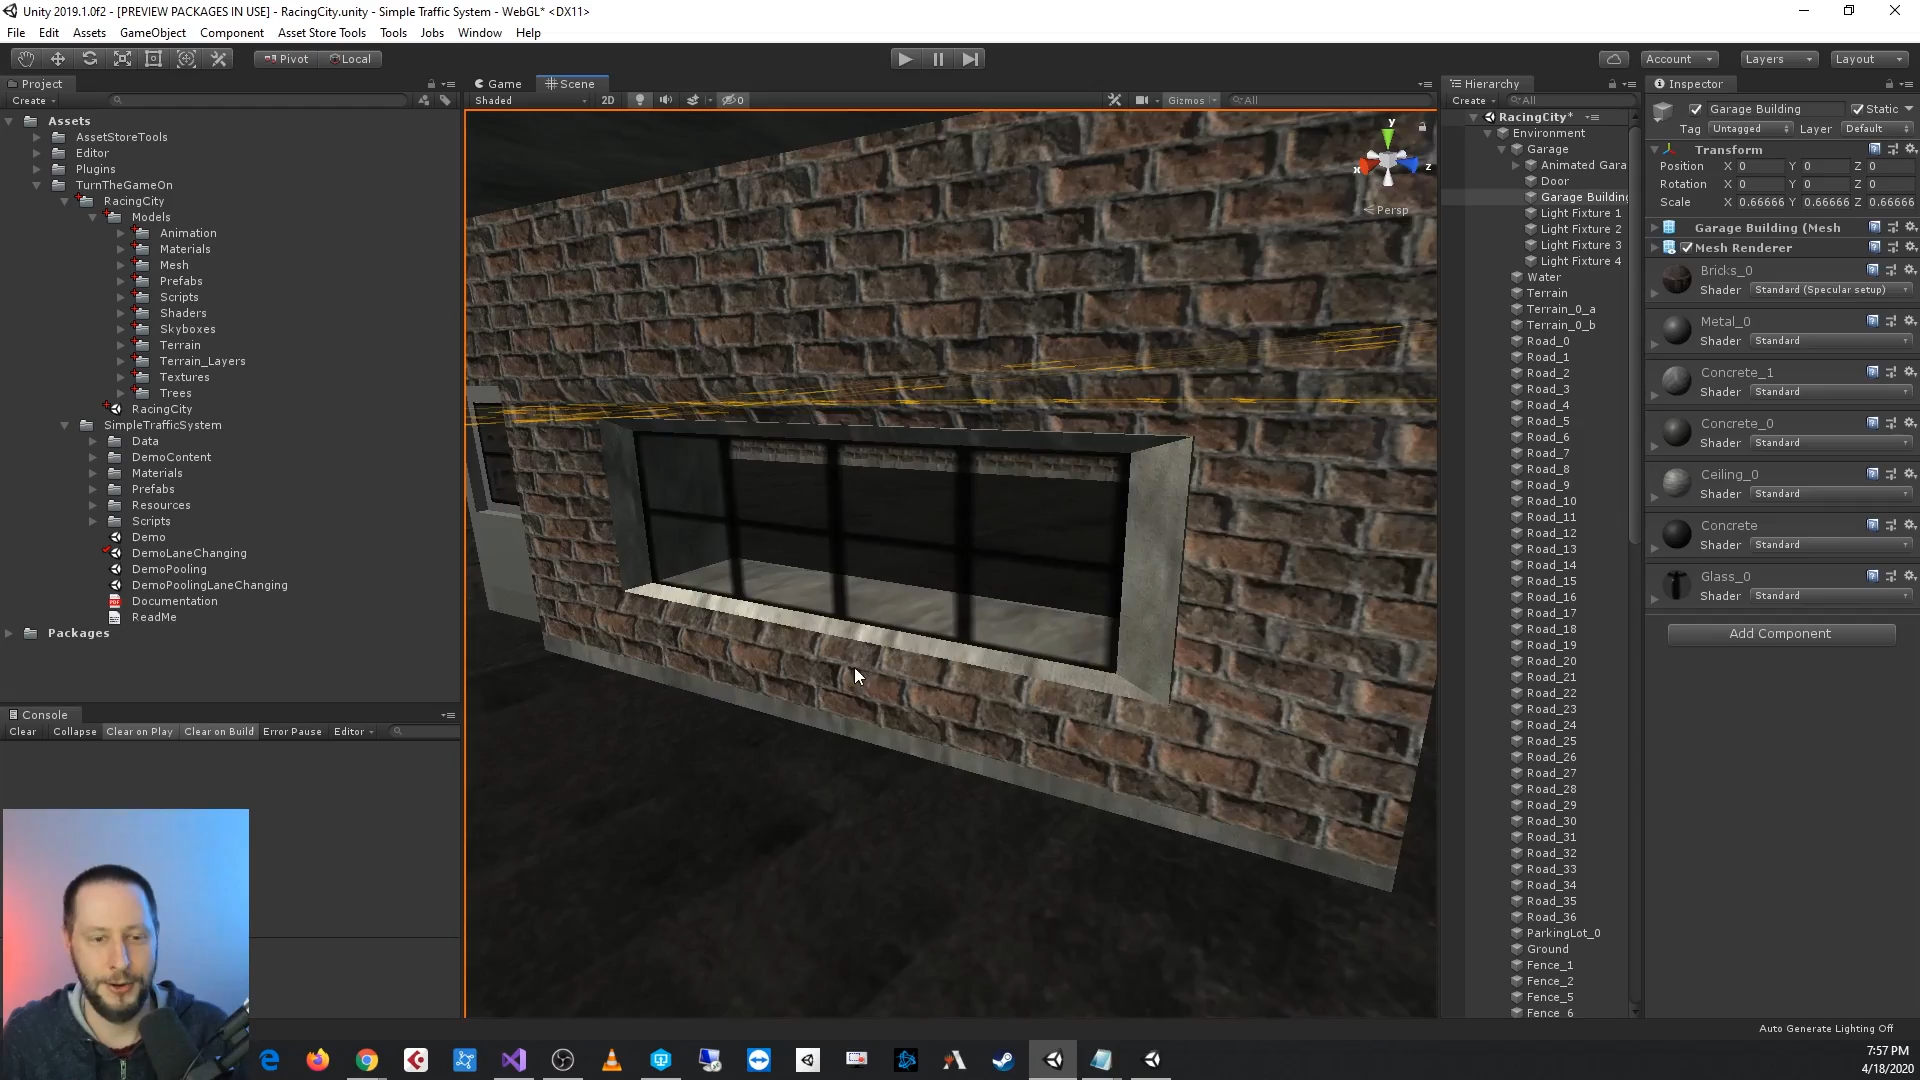 Unity 2019.1.0f2 - [PREVIEW PACKAGES IN USE] - RacingCity.unity - Simple Traffic System - WebGL* <DX11>
File Edit Assets GameObject Component Asset Store Tools Tools Jobs Window Help
Pivot Local Account Layers Layout
Project
Create
Assets
AssetStoreTools
Editor
Plugins
TurnTheGameOn
RacingCity
Models
Animation
Materials
Mesh
Prefabs
Scripts
Shaders
Skyboxes
Terrain
Terrain_Layers
Textures
Trees
RacingCity
SimpleTrafficSystem
Data
DemoContent
Materials
Prefabs
Resources
Scripts
Demo
DemoLaneChanging
DemoPooling
DemoPoolingLaneChanging
Documentation
ReadMe
Packages
Console
Clear Collapse Clear on Play Clear on Build Error Pause Editor
Game Scene
Shaded 2D 0 Gizmos All
y
x z
Persp
Hierarchy
Create All
RacingCity*
Environment
Garage
Animated Gara
Door
Garage Building
Light Fixture 1
Light Fixture 2
Light Fixture 3
Light Fixture 4
Water
Terrain
Terrain_0_a
Terrain_0_b
Road_0
Road_1
Road_2
Road_3
Road_4
Road_5
Road_6
Road_7
Road_8
Road_9
Road_10
Road_11
Road_12
Road_13
Road_14
Road_15
Road_16
Road_17
Road_18
Road_19
Road_20
Road_21
Road_22
Road_23
Road_24
Road_25
Road_26
Road_27
Road_28
Road_29
Road_30
Road_31
Road_32
Road_33
Road_34
Road_35
Road_36
ParkingLot_0
Ground
Fence_1
Fence_2
Fence_5
Fence_6
Inspector
Garage Building Static
Tag Untagged Layer Default
Transform
Position X 0 Y 0 Z 0
Rotation X 0 Y 0 Z 0
Scale X 0.66666 Y 0.66666 Z 0.66666
Garage Building (Mesh
Mesh Renderer
Bricks_0
Shader Standard (Specular setup)
Metal_0
Shader Standard
Concrete_1
Shader Standard
Concrete_0
Shader Standard
Ceiling_0
Shader Standard
Concrete
Shader Standard
Glass_0
Shader Standard
Add Component
Auto Generate Lighting Off
7:57 PM
4/18/2020